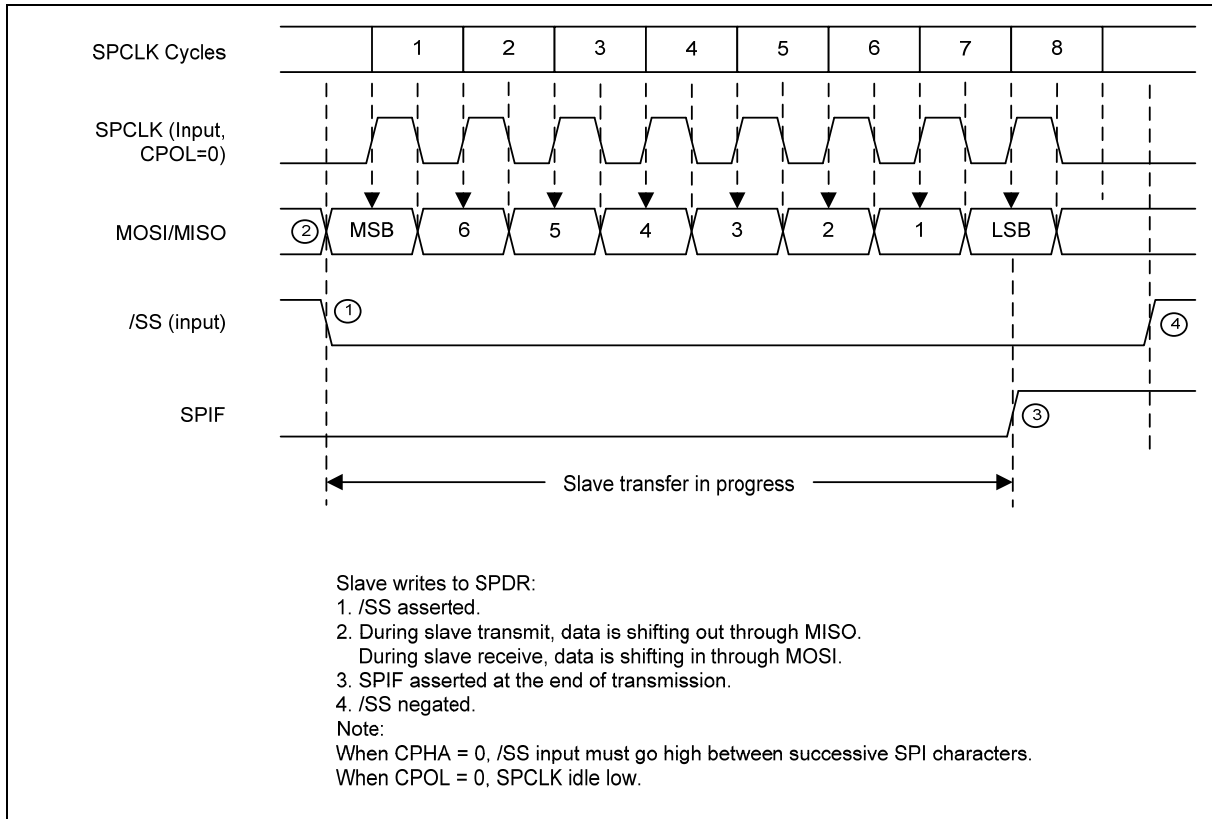 SPCLK Cycles
1 2 3 4 5 6 7 8
SPCLK (Input,
CPOL=0)
MOSI/MISO
2 MSB 6 5 4 3 2 1 LSB
/SS (input)
1
4
SPIF
3
Slave transfer in progress
Slave writes to SPDR:
1. /SS asserted.
2. During slave transmit, data is shifting out through MISO.
During slave receive, data is shifting in through MOSI.
3. SPIF asserted at the end of transmission.
4. /SS negated.
Note:
When CPHA = 0, /SS input must go high between successive SPI characters.
When CPOL = 0, SPCLK idle low.